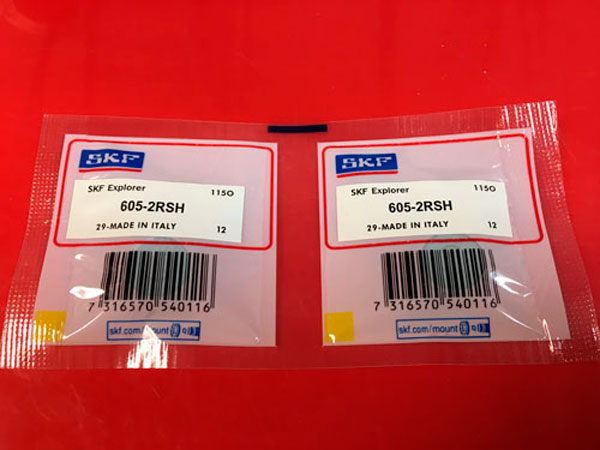 SKF
SKF Explorer 1150
605-2RSH
29-MADE IN ITALY 12
7 316570 540116
skf.com/mount
SKF
SKF Explorer 1150
605-2RSH
29-MADE IN ITALY 12
7 316570 540116
skf.com/mount